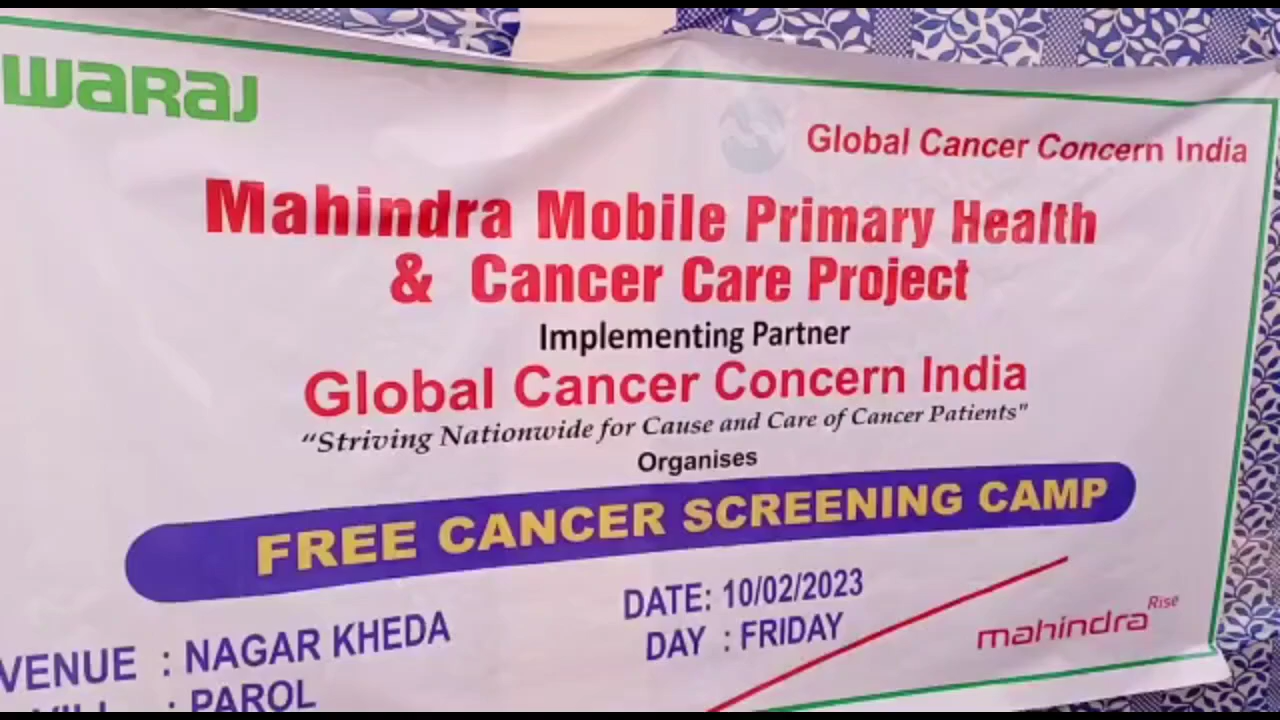 WARAJ
Global Cancer Concern India
Mahindra Mobile Primary Health
& Cancer Care Project
Implementing Partner
Global Cancer Concern India
“Striving Nationwide for Cause and Care of Cancer Patients"
Organises
FREE CANCER SCREENING CAMP
DATE: 10/02/2023
DAY : FRIDAY
VENUE : NAGAR KHEDA
: PAROL
mahindra Rise